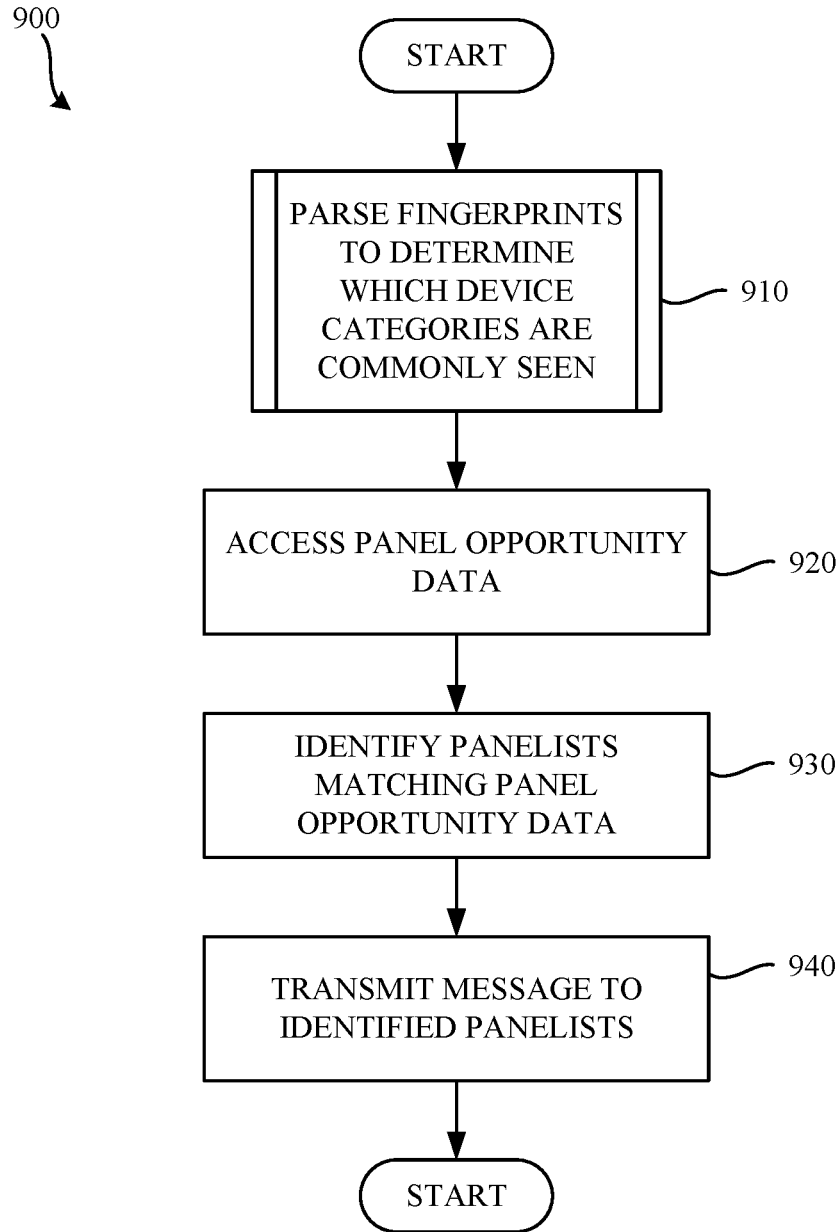 900
START
PARSE FINGERPRINTS
TO DETERMINE
WHICH DEVICE
CATEGORIES ARE
COMMONLY SEEN
910
ACCESS PANEL OPPORTUNITY
DATA
920
IDENTIFY PANELISTS
MATCHING PANEL
OPPORTUNITY DATA
930
TRANSMIT MESSAGE TO
IDENTIFIED PANELISTS
940
START